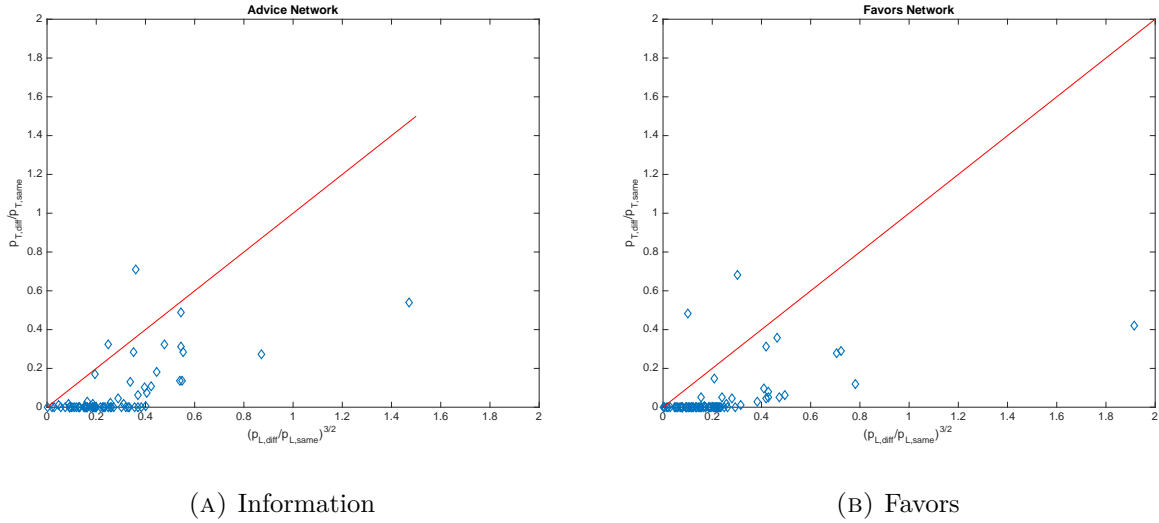 Advice Network
2
1.8
1.6
1.4
1.2
1
0.8
0.6
0.4
0.2
0
p_T,diff/p_T,same
0 0.2 0.4 0.6 0.8 1 1.2 1.4 1.6 1.8 2
(p_L,diff/p_L,same)^3/2
(A) Information
Favors Network
2
1.8
1.6
1.4
1.2
1
0.8
0.6
0.4
0.2
0
p_T,diff/p_T,same
0 0.2 0.4 0.6 0.8 1 1.2 1.4 1.6 1.8 2
(p_L,diff/p_L,same)^3/2
(B) Favors